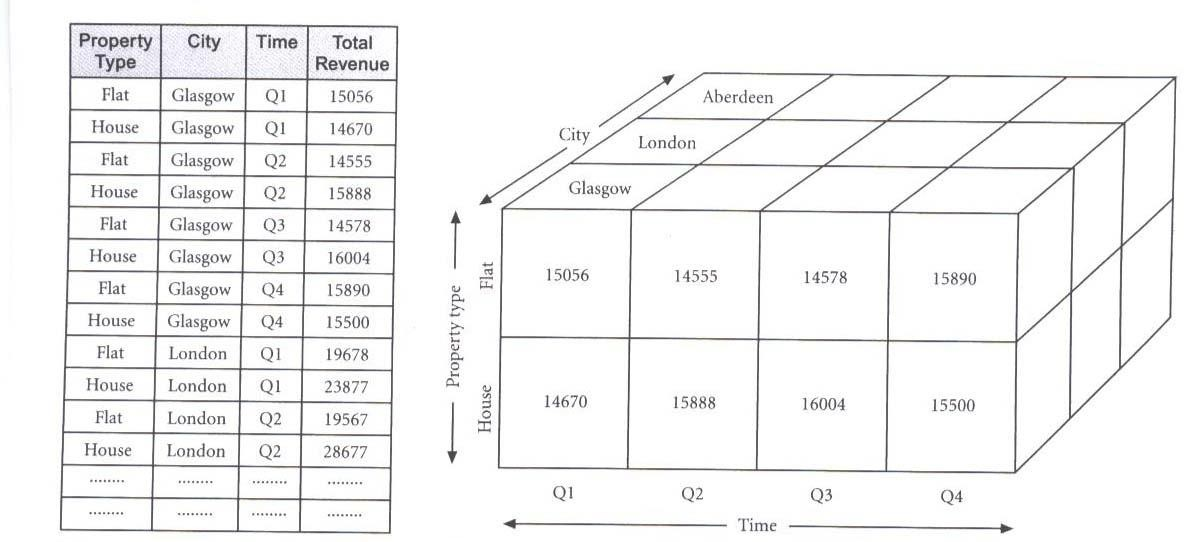 Property Type City Time Total Revenue
Flat Glasgow Q1 15056
House Glasgow Q1 14670
Flat Glasgow Q2 14555
House Glasgow Q2 15888
Flat Glasgow Q3 14578
House Glasgow Q3 16004
Flat Glasgow Q4 15890
House Glasgow Q4 15500
Flat London Q1 19678
House London Q1 23877
Flat London Q2 19567
House London Q2 28677
........ ........ ........ ........
........ ........ ........ ........
City
Aberdeen
London
Glasgow
Property type
Flat
15056 14555 14578 15890
House
14670 15888 16004 15500
Q1 Q2 Q3 Q4
Time